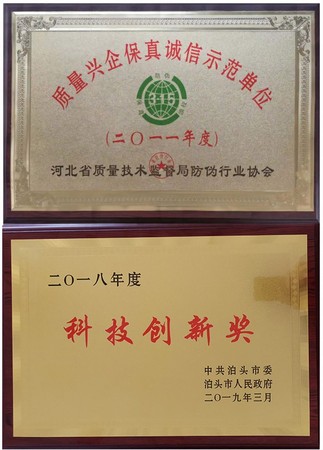 质量兴企保真诚信示范单位
(二〇一一年度)
河北省质量技术监督局防伪行业协会
二〇一八年度
科技创新奖
中共泊头市委
泊头市人民政府
二〇一九年三月